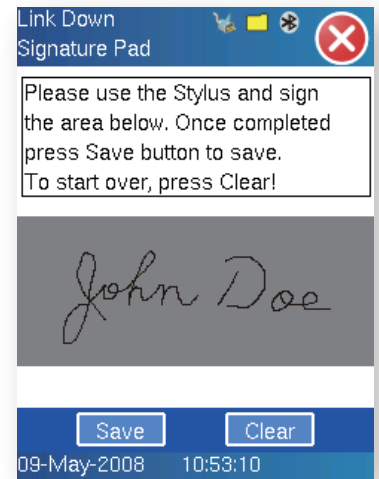 Link Down
Signature Pad
Please use the Stylus and sign
the area below. Once completed
press Save button to save.
To start over, press Clear!
John Doe
Save Clear
09-May-2008 10:53:10